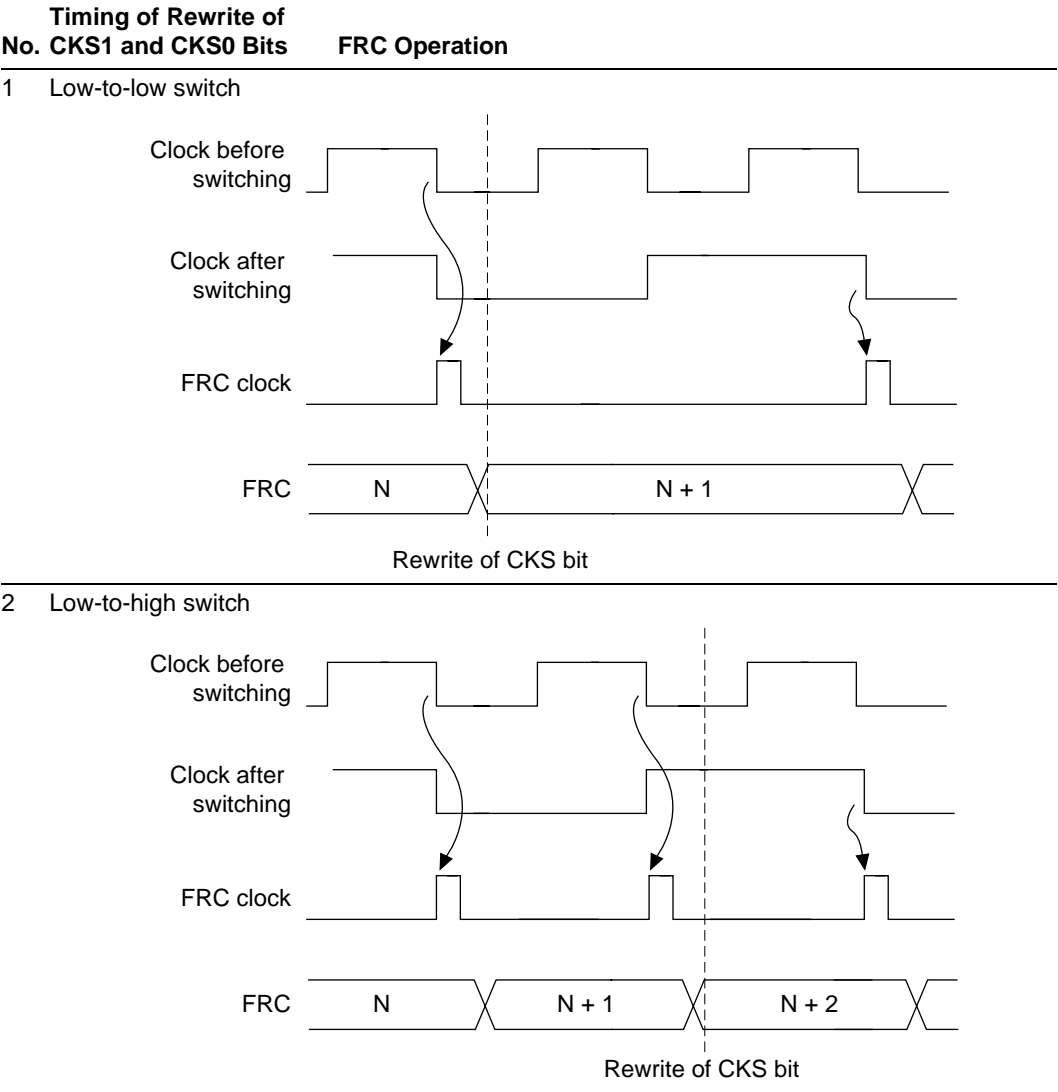 Timing of Rewrite of
No. CKS1 and CKS0 Bits FRC Operation
1 Low-to-low switch
Clock before
switching
Clock after
switching
FRC clock
FRC N N + 1
Rewrite of CKS bit
2 Low-to-high switch
Clock before
switching
Clock after
switching
FRC clock
FRC N N + 1 N + 2
Rewrite of CKS bit